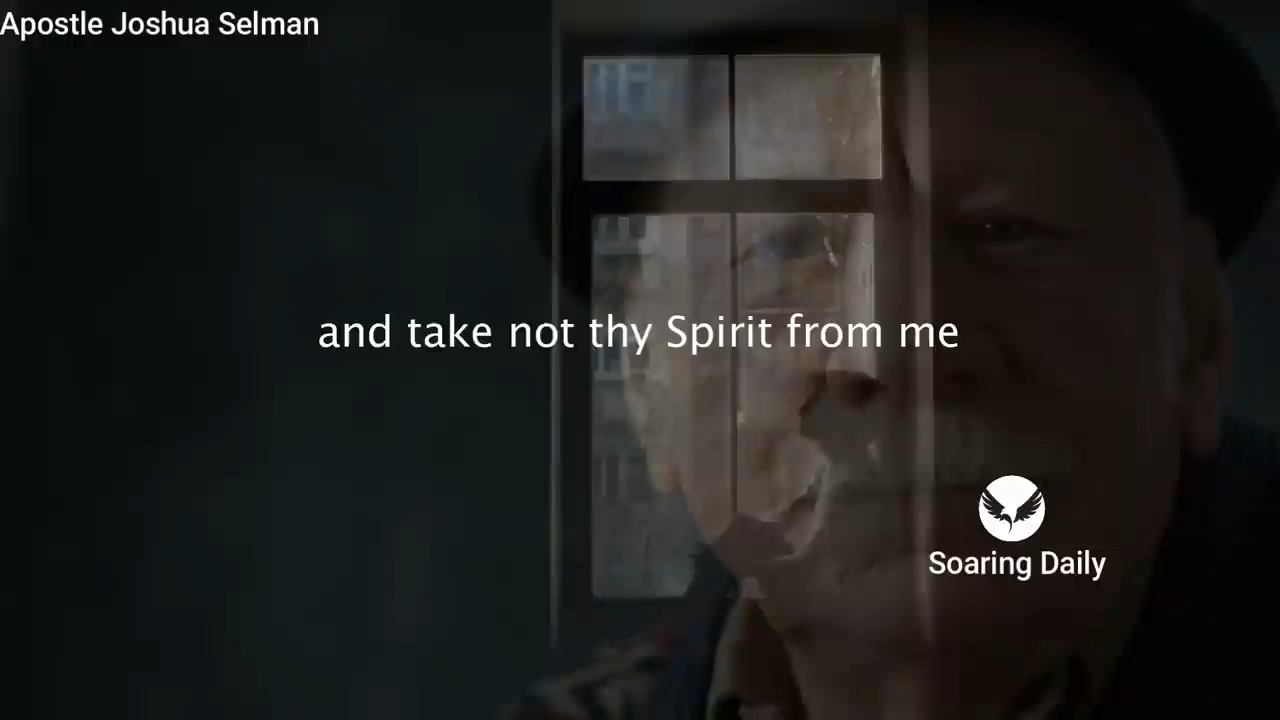 Apostle Joshua Selman
and take not thy Spirit from me
Soaring Daily